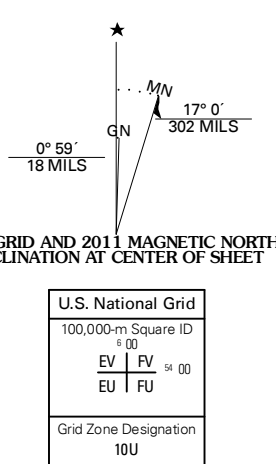 ★
MN
GN
17° 0´
302 MILS
0° 59´
18 MILS
GRID AND 2011 MAGNETIC NORTH
CLINATION AT CENTER OF SHEET
U.S. National Grid
100,000-m Square ID
6 00
EV FV 54 00
EU FU
Grid Zone Designation
10U